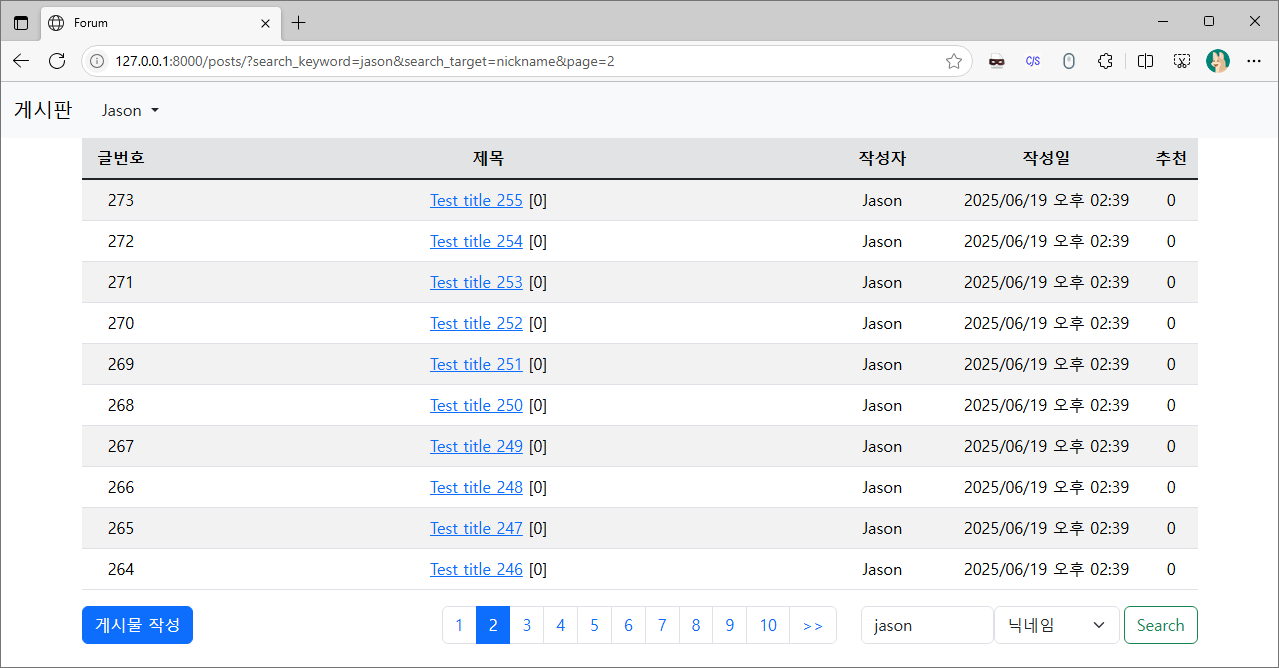 Forum
127.0.0.1:8000/posts/?search_keyword=jason&search_target=nickname&page=2
게시판 Jason
글번호 제목 작성자 작성일 추천
273 Test title 255 [0] Jason 2025/06/19 오후 02:39 0
272 Test title 254 [0] Jason 2025/06/19 오후 02:39 0
271 Test title 253 [0] Jason 2025/06/19 오후 02:39 0
270 Test title 252 [0] Jason 2025/06/19 오후 02:39 0
269 Test title 251 [0] Jason 2025/06/19 오후 02:39 0
268 Test title 250 [0] Jason 2025/06/19 오후 02:39 0
267 Test title 249 [0] Jason 2025/06/19 오후 02:39 0
266 Test title 248 [0] Jason 2025/06/19 오후 02:39 0
265 Test title 247 [0] Jason 2025/06/19 오후 02:39 0
264 Test title 246 [0] Jason 2025/06/19 오후 02:39 0
게시물 작성 1 2 3 4 5 6 7 8 9 10 >> jason 닉네임 Search